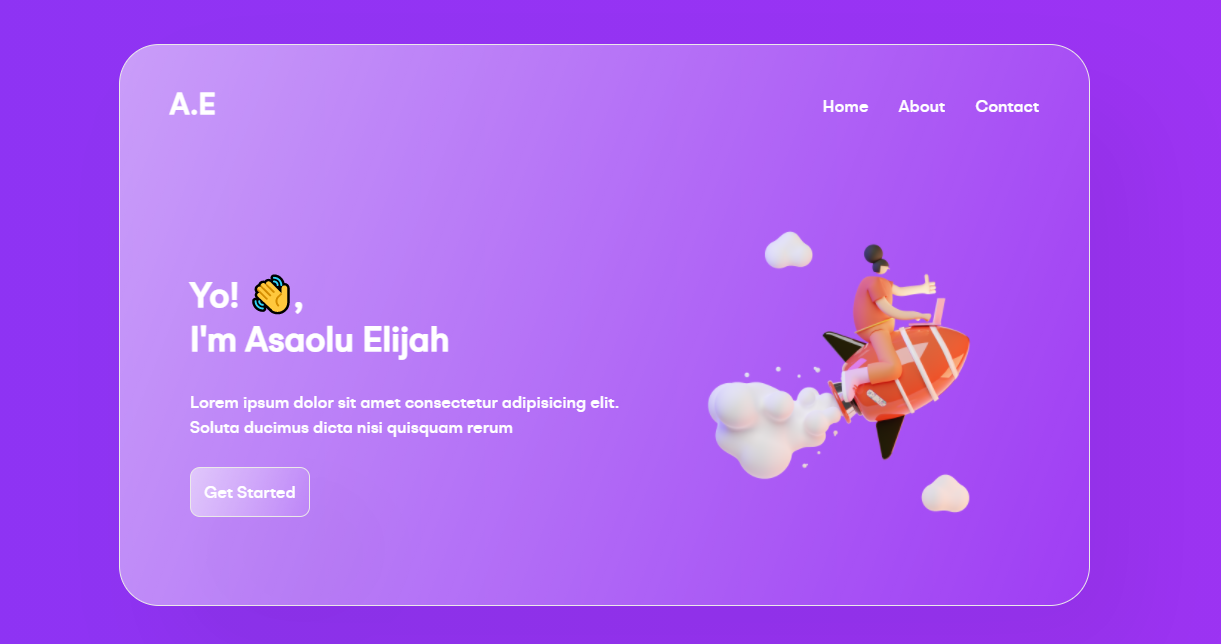 A.E
Home About Contact
Yo! 👋,
I'm Asaolu Elijah
Lorem ipsum dolor sit amet consectetur adipisicing elit.
Soluta ducimus dicta nisi quisquam rerum
Get Started